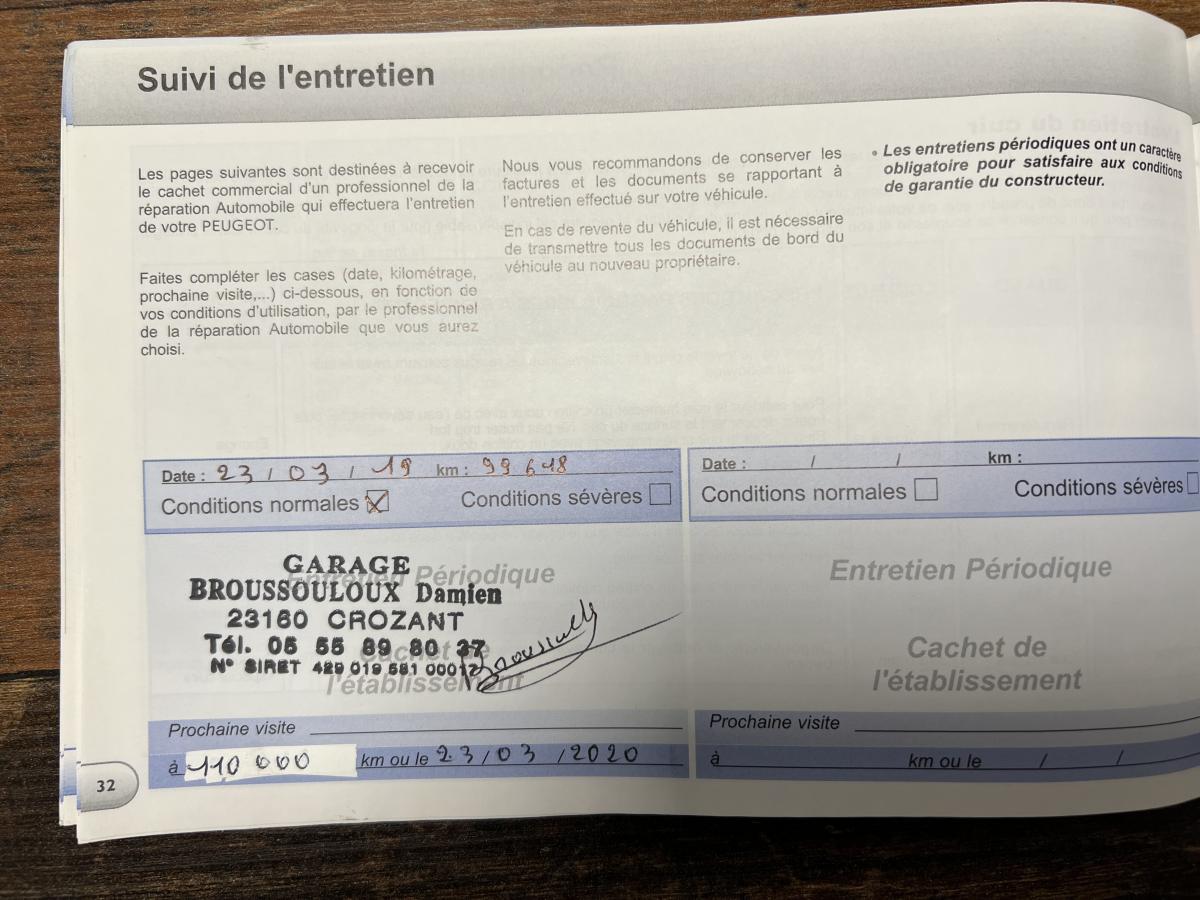 Suivi de l'entretien
Les pages suivantes sont destinées à recevoir
le cachet commercial d'un professionnel de la
réparation Automobile qui effectuera l'entretien
de votre PEUGEOT.
Faites compléter les cases (date, kilométrage,
prochaine visite,...) ci-dessous, en fonction de
vos conditions d'utilisation, par le professionnel
de la réparation Automobile que vous aurez
choisi.
Nous vous recommandons de conserver les
factures et les documents se rapportant à
l'entretien effectué sur votre véhicule.
En cas de revente du véhicule, il est nécessaire
de transmettre tous les documents de bord du
véhicule au nouveau propriétaire.
• Les entretiens périodiques ont un caractère
obligatoire pour satisfaire aux conditions
de garantie du constructeur.
Date : 23 / 03 / 19 km : 99 648
Conditions normales Conditions sévères
Entretien Périodique
Cachet de
l'établissement
GARAGE
BROUSSOULOUX Damien
23160 CROZANT
Tél. 05 55 89 80 37
N° SIRET 429 019 581 00012
Prochaine visite
à 110 000 km ou le 23 / 03 / 2020
Date : / / km :
Conditions normales Conditions sévères
Entretien Périodique
Cachet de
l'établissement
Prochaine visite
à km ou le / /
32